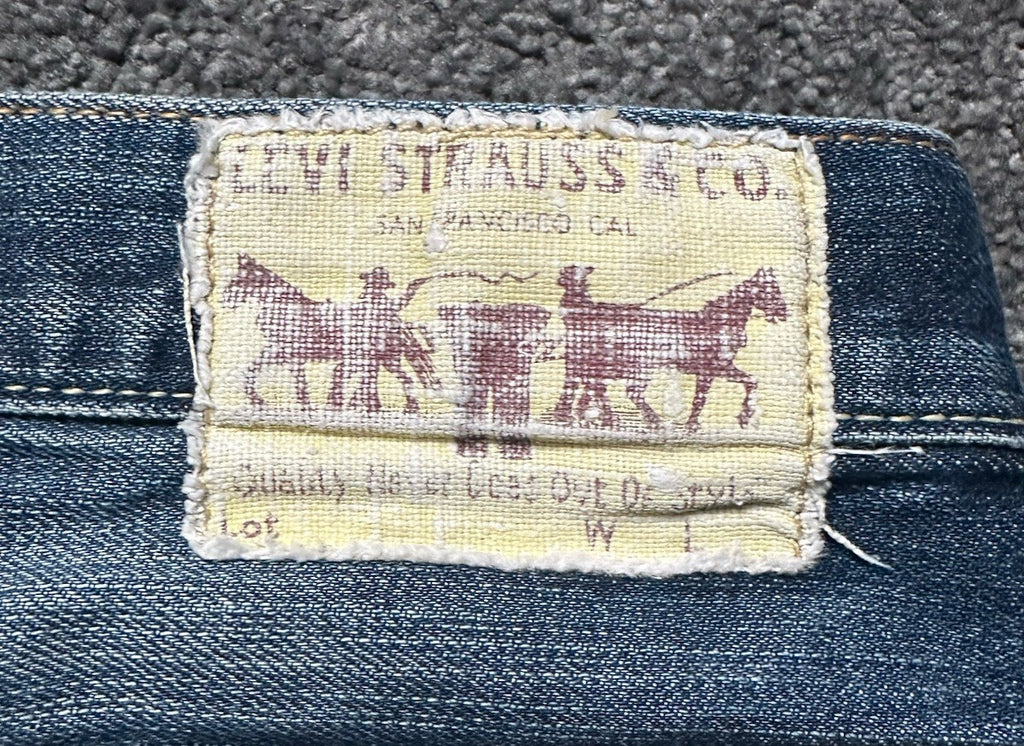 LEVI STRAUSS & CO.
SAN FRANCISCO CAL
Quality Never Goes Out Of Style
Lot W L